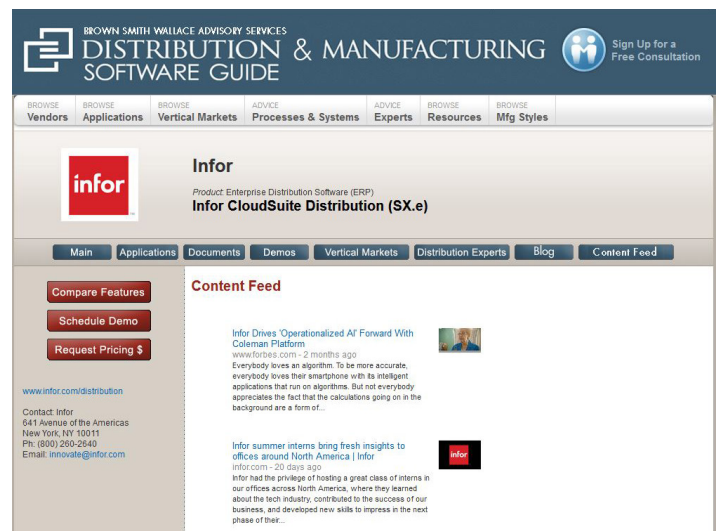 BROWN SMITH WALLACE ADVISORY SERVICES
DISTRIBUTION & MANUFACTURING
SOFTWARE GUIDE
Sign Up for a
Free Consultation
BROWSE
Vendors
BROWSE
Applications
BROWSE
Vertical Markets
ADVICE
Processes & Systems
ADVICE
Experts
BROWSE
Resources
BROWSE
Mfg Styles
infor
Infor
Product: Enterprise Distribution Software (ERP)
Infor CloudSuite Distribution (SX.e)
Main Applications Documents Demos Vertical Markets Distribution Experts Blog Content Feed
Compare Features
Schedule Demo
Request Pricing $
www.infor.com/distribution
Contact: Infor
641 Avenue of the Americas
New York, NY 10011
Ph: (800) 260-2640
Email: innovate@infor.com
Content Feed
Infor Drives 'Operationalized AI' Forward With
Coleman Platform
www.forbes.com - 2 months ago
Everybody loves an algorithm. To be more accurate,
everybody loves their smartphone with its intelligent
applications that run on algorithms. But not everybody
appreciates the fact that the calculations going on in the
background are a form of...
Infor summer interns bring fresh insights to
offices around North America | Infor
infor.com - 20 days ago
Infor had the privilege of hosting a great class of interns in
our offices across North America, where they learned
about the tech industry, contributed to the success of our
business, and developed new skills to impress in the next
phase of their...
infor